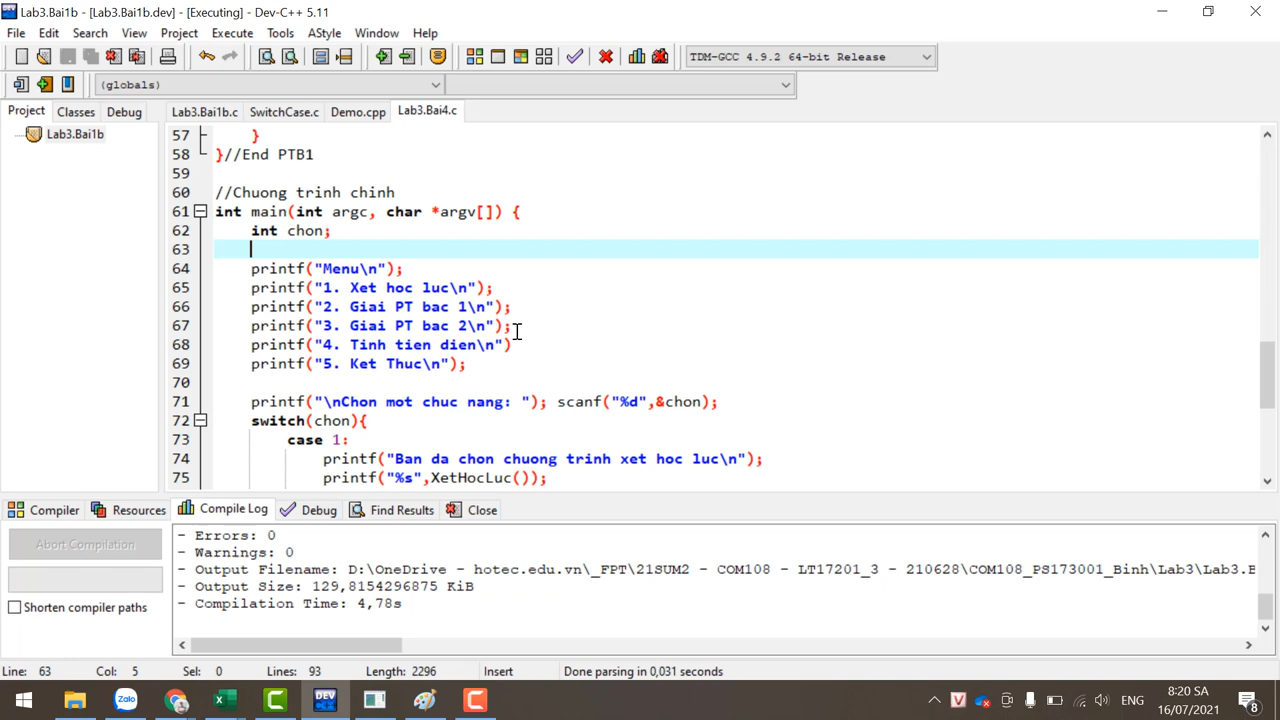 Lab3.Bai1b - [Lab3.Bai1b.dev] - [Executing] - Dev-C++ 5.11
File Edit Search View Project Execute Tools AStyle Window Help
TDM-GCC 4.9.2 64-bit Release
(globals)
Project Classes Debug Lab3.Bai1b.c SwitchCase.c Demo.cpp Lab3.Bai4.c
Lab3.Bai1b
57 }
58 }//End PTB1
59
60 //Chuong trinh chinh
61 int main(int argc, char *argv[]) {
62 int chon;
63
64 printf("Menu\n");
65 printf("1. Xet hoc luc\n");
66 printf("2. Giai PT bac 1\n");
67 printf("3. Giai PT bac 2\n");
68 printf("4. Tinh tien dien\n")
69 printf("5. Ket Thuc\n");
70
71 printf("\nChon mot chuc nang: "); scanf("%d",&chon);
72 switch(chon){
73 case 1:
74 printf("Ban da chon chuong trinh xet hoc luc\n");
75 printf("%s",XetHocLuc());
Compiler Resources Compile Log Debug Find Results Close
Abort Compilation
Shorten compiler paths
- Errors: 0
- Warnings: 0
- Output Filename: D:\OneDrive - hotec.edu.vn\_FPT\21SUM2 - COM108 - LT17201_3 - 210628\COM108_PS173001_Binh\Lab3\Lab3.B
- Output Size: 129,8154296875 KiB
- Compilation Time: 4,78s
Line: 63 Col: 5 Sel: 0 Lines: 93 Length: 2296 Insert Done parsing in 0,031 seconds
Zalo DEV ENG 8:20 SA
16/07/2021 8